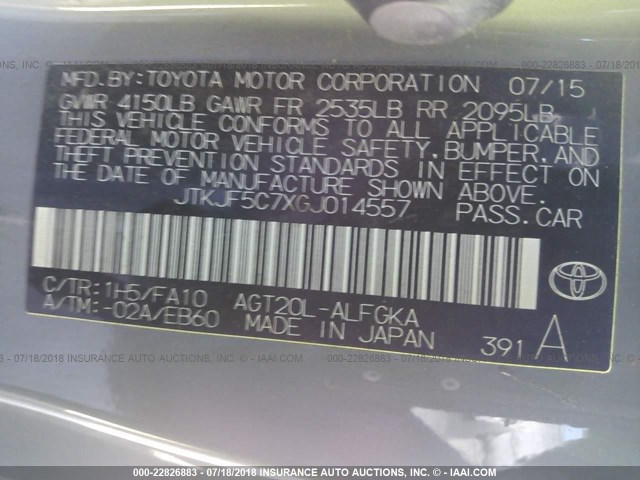 MFD.BY:TOYOTA MOTOR CORPORATION 07/15
GVWR 4150LB GAWR FR 2535LB RR 2095LB
THIS VEHICLE CONFORMS TO ALL APPLICABLE
FEDERAL MOTOR VEHICLE SAFETY,BUMPER,AND
THEFT PREVENTION STANDARDS IN EFFECT ON
THE DATE OF MANUFACTURE SHOWN ABOVE.
JTKJF5C7XGJ014557 PASS.CAR
C/TR:1H5/FA10 AGT20L-ALFGKA
A/TM:-02A/EB60 MADE IN JAPAN
391 A
TOYOTA
000-22826883 - 07/18/2018 INSURANCE AUTO AUCTIONS, INC. - © - IAAI.COM